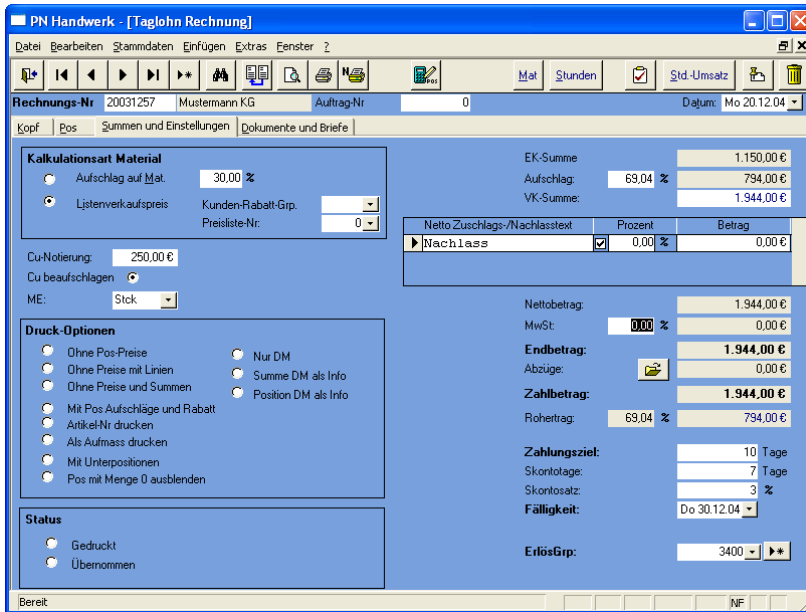 PN Handwerk - [Taglohn Rechnung]
Datei Bearbeiten Stammdaten Einfügen Extras Fenster ?
POS Mat Stunden Std.-Umsatz
Rechnungs-Nr 20031257 Mustermann KG Auftrag-Nr 0 Datum: Mo 20.12.04
Kopf Pos Summen und Einstellungen Dokumente und Briefe
Kalkulationsart Material
Aufschlag auf Mat. 30,00 %
Listenverkaufspreis Kunden-Rabatt-Grp.
Preisliste-Nr: 0
Cu-Notierung: 250,00 €
Cu beaufschlagen
ME: Stck
Druck-Optionen
Ohne Pos-Preise
Ohne Preise mit Linien
Ohne Preise und Summen
Mit Pos Aufschläge und Rabatt
Artikel-Nr drucken
Als Aufmass drucken
Mit Unterpositionen
Pos mit Menge 0 ausblenden
Nur DM
Summe DM als Info
Position DM als Info
Status
Gedruckt
Übernommen
EK-Summe 1.150,00 €
Aufschlag: 69,04 % 794,00 €
VK-Summe: 1.944,00 €
Netto Zuschlags-/Nachlasstext Prozent Betrag
Nachlass 0,00 % 0,00 €
Nettobetrag: 1.944,00 €
MwSt: 0,00 % 0,00 €
Endbetrag: 1.944,00 €
Abzüge: 0,00 €
Zahlbetrag: 1.944,00 €
Rohertrag: 69,04 % 794,00 €
Zahlungsziel: 10 Tage
Skontotage: 7 Tage
Skontosatz: 3 %
Fälligkeit: Do 30.12.04
ErlösGrp: 3400
Bereit NF